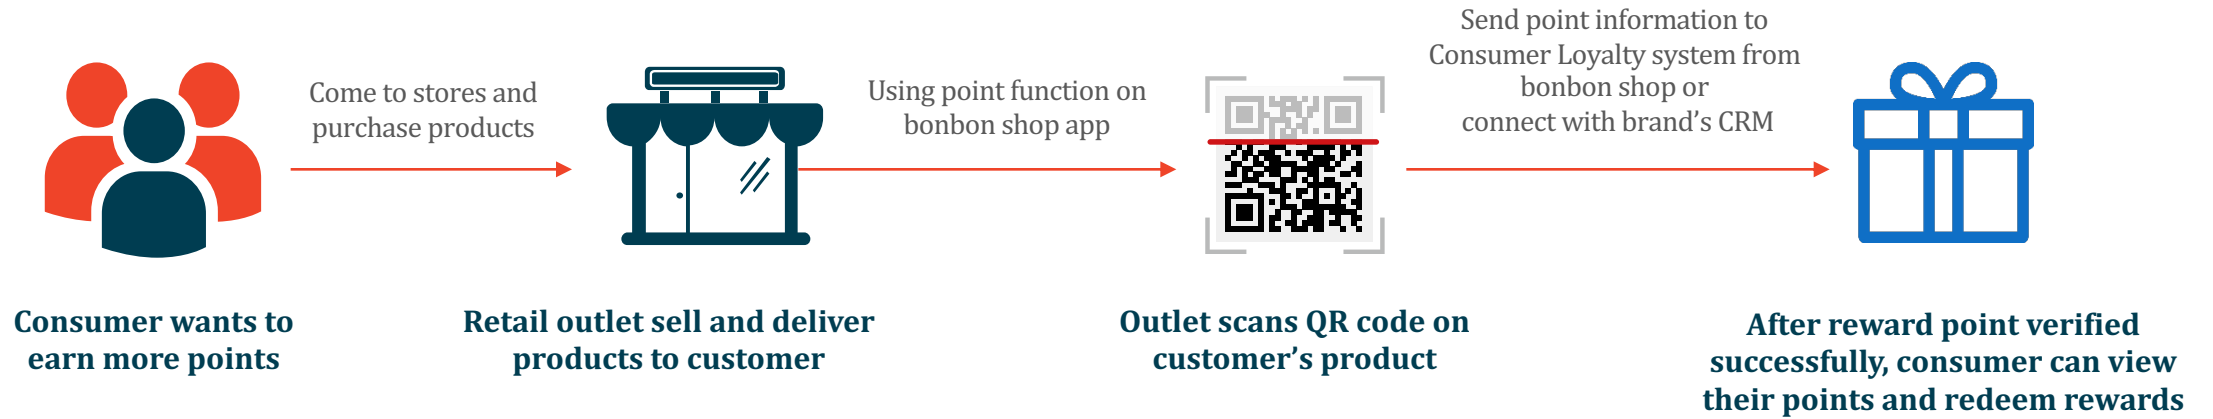 Come to stores and
purchase products
Using point function on
bonbon shop app
Send point information to
Consumer Loyalty system from
bonbon shop or
connect with brand’s CRM
Consumer wants to
earn more points
Retail outlet sell and deliver
products to customer
Outlet scans QR code on
customer’s product
After reward point verified
successfully, consumer can view
their points and redeem rewards